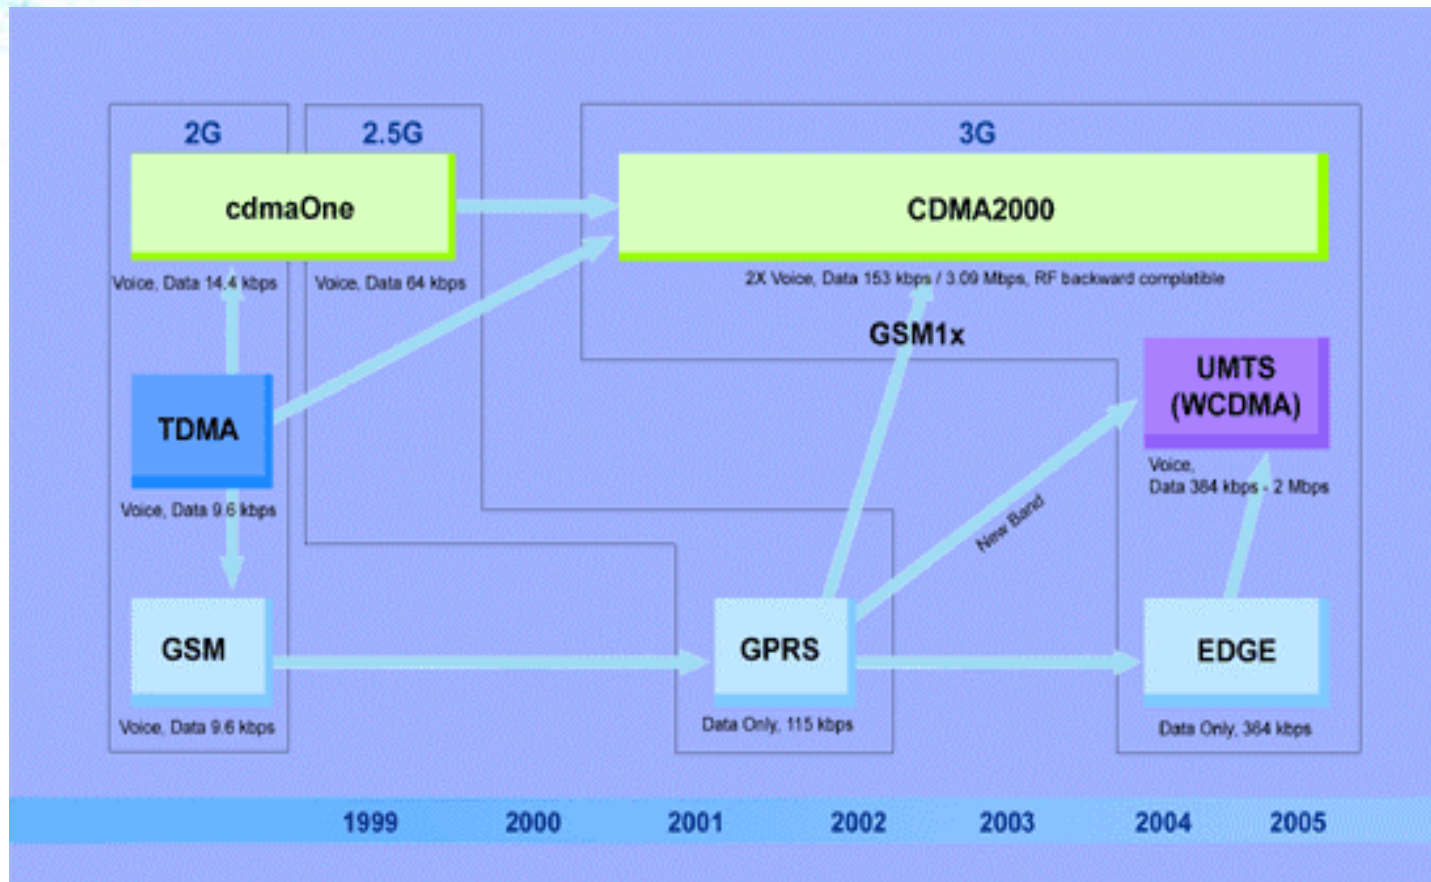 2G
2.5G
3G
cdmaOne
CDMA2000
Voice, Data 14.4 kbps
Voice, Data 64 kbps
2X Voice, Data 153 kbps / 3.09 Mbps, RF backward complatible
GSM1x
UMTS
(WCDMA)
TDMA
Voice,
Data 384 kbps - 2 Mbps
Voice, Data 9.6 kbps
New Band
GSM
GPRS
EDGE
Voice, Data 9.6 kbps
Data Only, 115 kbps
Data Only, 364 kbps
1999
2000
2001
2002
2003
2004
2005